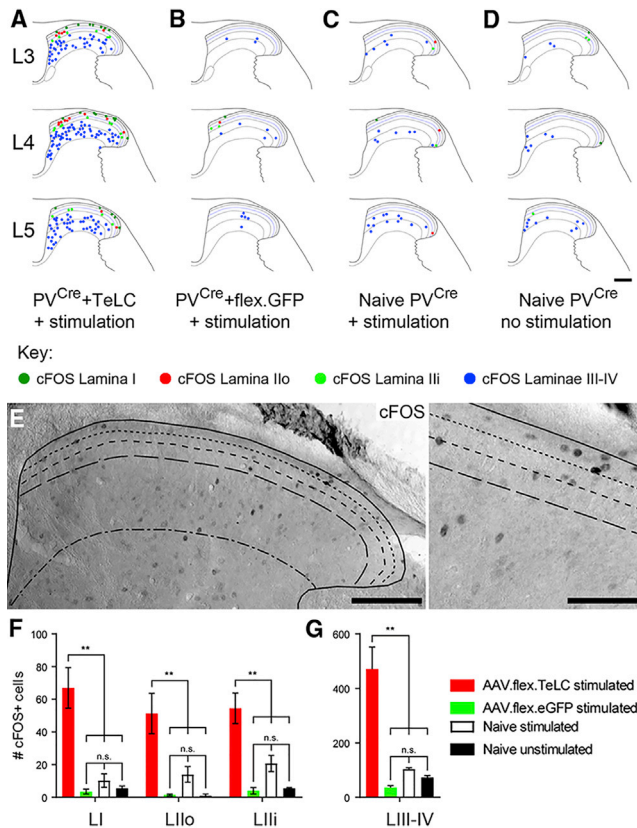 A B C D
L3
L4
L5
PV^Cre+TeLC + stimulation
PV^Cre+flex.GFP + stimulation
Naive PV^Cre + stimulation
Naive PV^Cre no stimulation
Key:
cFOS Lamina I cFOS Lamina IIo cFOS Lamina IIi cFOS Laminae III-IV
E cFOS
F
# cFOS+ cells
100
80
60
40
20
0
** ** **
n.s. n.s. n.s.
LI LIIo LIIi
G
600
400
200
0
**
n.s.
LIII-IV
AAV.flex.TeLC stimulated
AAV.flex.eGFP stimulated
Naive stimulated
Naive unstimulated